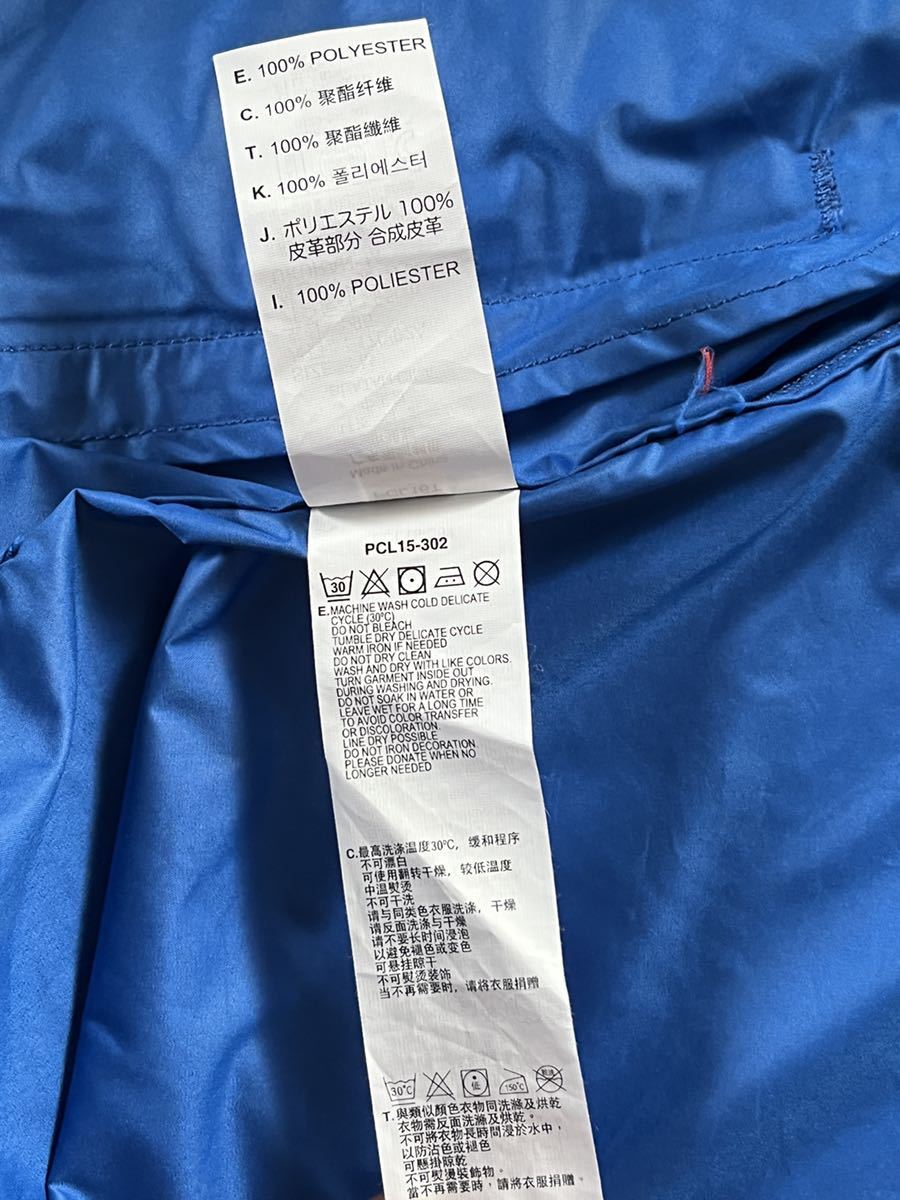 E. 100% POLYESTER
C. 100% 聚酯纤维
T. 100% 聚酯纖維
K. 100% 폴리에스터
J. ポリエステル 100%
皮革部分 合成皮革
I. 100% POLIESTER
Made in China
PCL15-302
30
E. MACHINE WASH COLD DELICATE
CYCLE (30°C)
DO NOT BLEACH
TUMBLE DRY DELICATE CYCLE
WARM IRON IF NEEDED
DO NOT DRY CLEAN
WASH AND DRY WITH LIKE COLORS.
TURN GARMENT INSIDE OUT
DURING WASHING AND DRYING.
DO NOT SOAK IN WATER OR
LEAVE WET FOR A LONG TIME
TO AVOID COLOR TRANSFER
OR DISCOLORATION.
LINE DRY POSSIBLE
DO NOT IRON DECORATION
PLEASE DONATE WHEN NO
LONGER NEEDED
C.最高洗涤温度30℃, 缓和程序
不可漂白
可使用翻转干燥, 较低温度
中温熨烫
不可干洗
请与同类色衣服洗涤, 干燥
请反面洗涤与干燥
请不要长时间浸泡
以避免褪色或变色
可悬挂晾干
不可熨烫装饰
当不再需要时, 请将衣服捐赠
30℃ 低 150℃
T.與類似顏色衣物同洗滌及烘乾
衣物需反面洗滌及烘乾。
不可將衣物長時間浸於水中,
以防沾色或褪色
可懸掛晾乾
不可熨燙裝飾物。
當不再需要時, 請將衣服捐贈